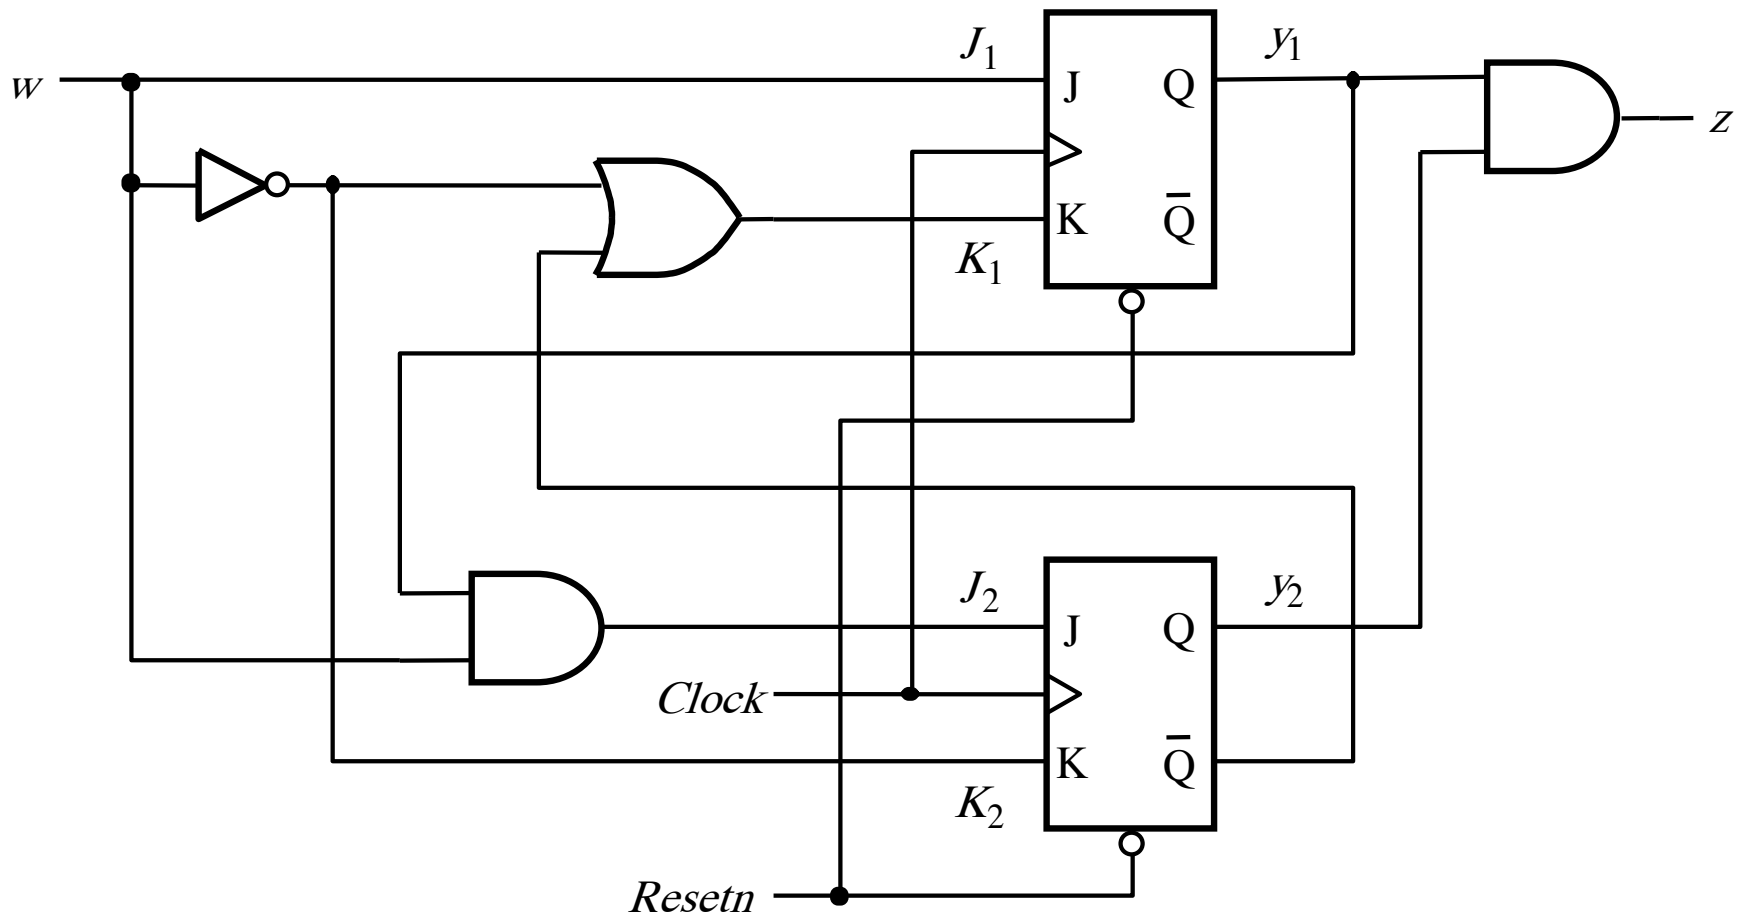 J₁
y₁
w
J Q
z
K Q̅
K₁
J₂
y₂
J Q
Clock
K Q̅
K₂
Resetn